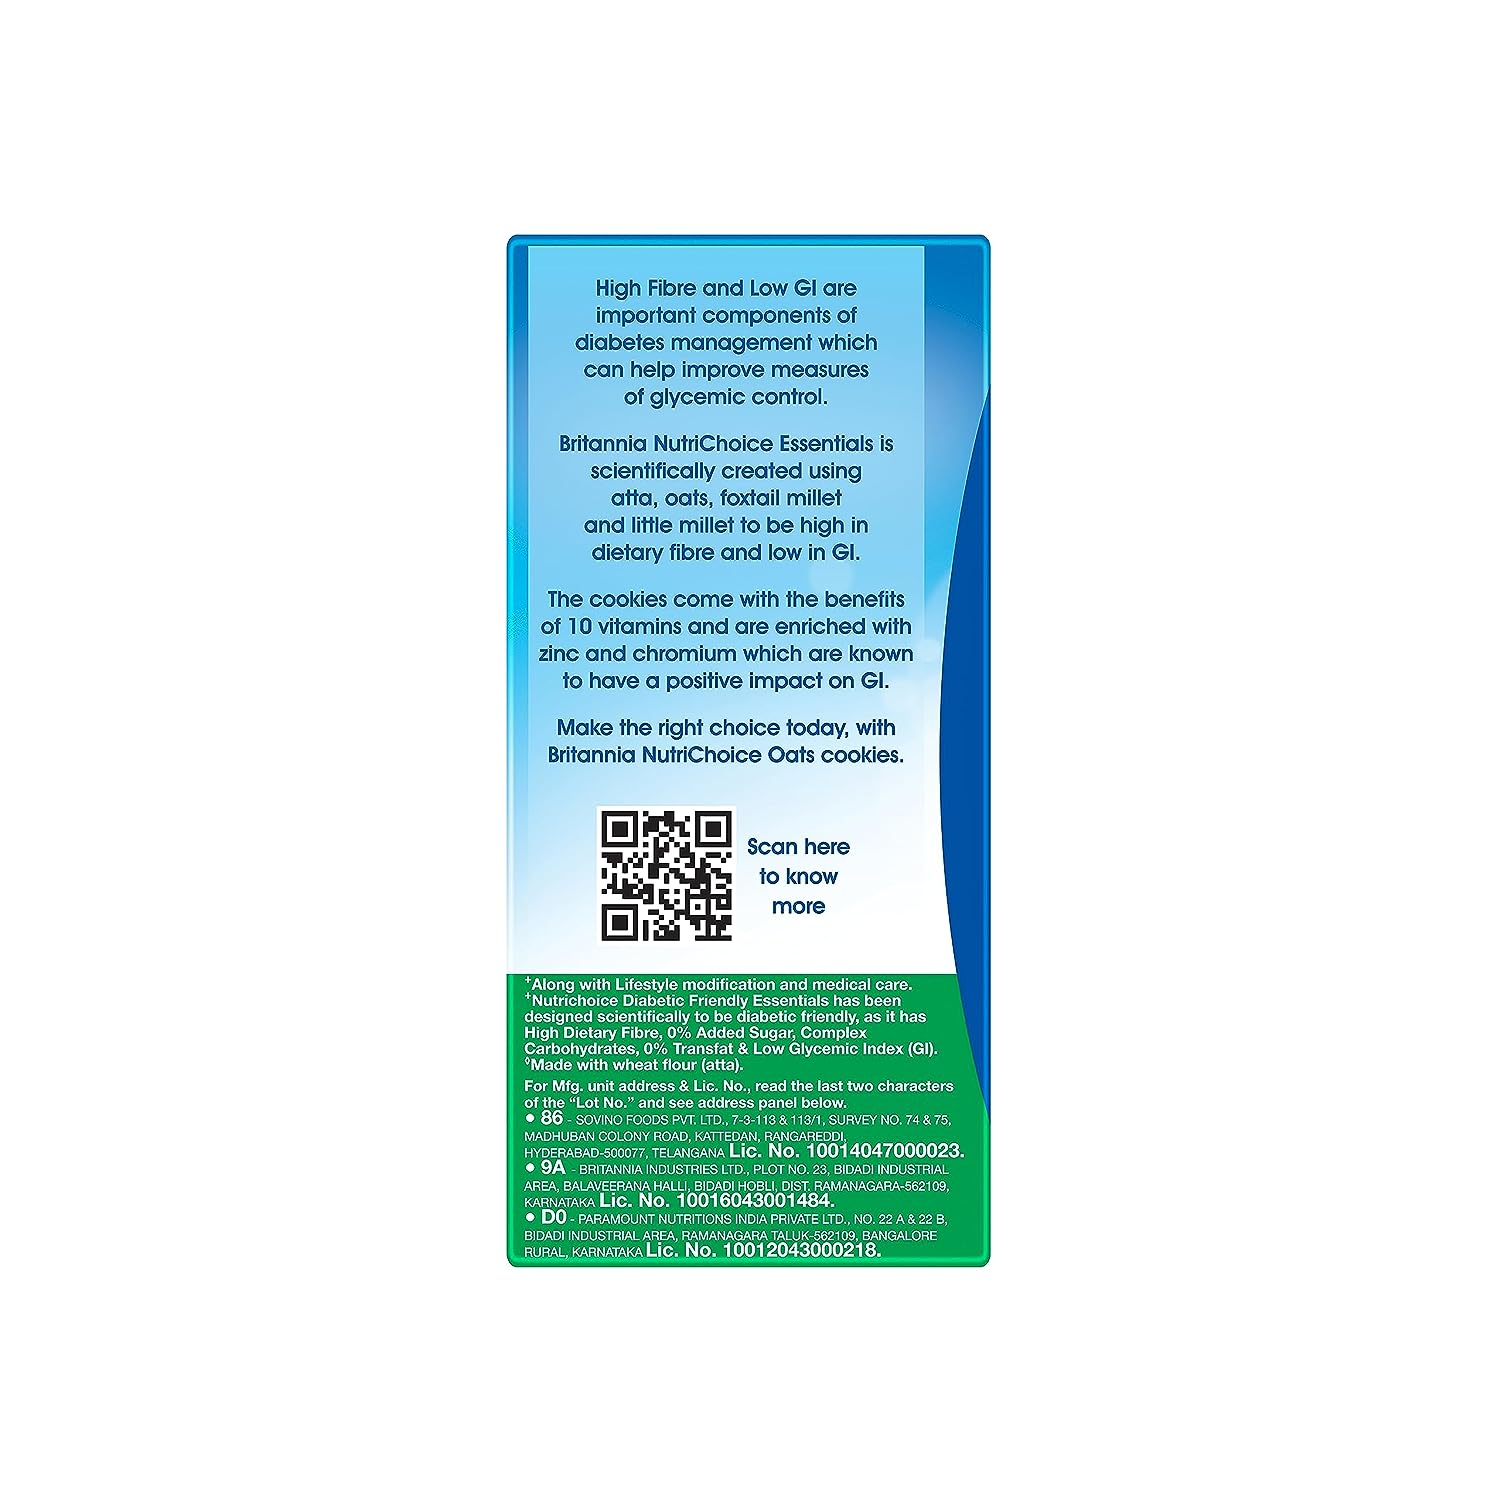 High Fibre and Low GI are
important components of
diabetes management which
can help improve measures
of glycemic control.
Britannia NutriChoice Essentials is
scientifically created using
atta, oats, foxtail millet
and little millet to be high in
dietary fibre and low in GI.
The cookies come with the benefits
of 10 vitamins and are enriched with
zinc and chromium which are known
to have a positive impact on GI.
Make the right choice today, with
Britannia NutriChoice Oats cookies.
Scan here
to know
more
†Along with Lifestyle modification and medical care.
†Nutrichoice Diabetic Friendly Essentials has been
designed scientifically to be diabetic friendly, as it has
High Dietary Fibre, 0% Added Sugar, Complex
Carbohydrates, 0% Transfat & Low Glycemic Index (GI).
◊Made with wheat flour (atta).
For Mfg. unit address & Lic. No., read the last two characters
of the “Lot No.” and see address panel below.
• 86 - SOVINO FOODS PVT. LTD., 7-3-113 & 113/1, SURVEY NO. 74 & 75,
MADHUBAN COLONY ROAD, KATTEDAN, RANGAREDDI,
HYDERABAD-500077, TELANGANA Lic. No. 10014047000023.
• 9A - BRITANNIA INDUSTRIES LTD., PLOT NO. 23, BIDADI INDUSTRIAL
AREA, BALAVEERANA HALLI, BIDADI HOBLI, DIST. RAMANAGARA-562109,
KARNATAKA Lic. No. 10016043001484.
• D0 - PARAMOUNT NUTRITIONS INDIA PRIVATE LTD., NO. 22 A & 22 B,
BIDADI INDUSTRIAL AREA, RAMANAGARA TALUK-562109, BANGALORE
RURAL, KARNATAKA Lic. No. 10012043000218.